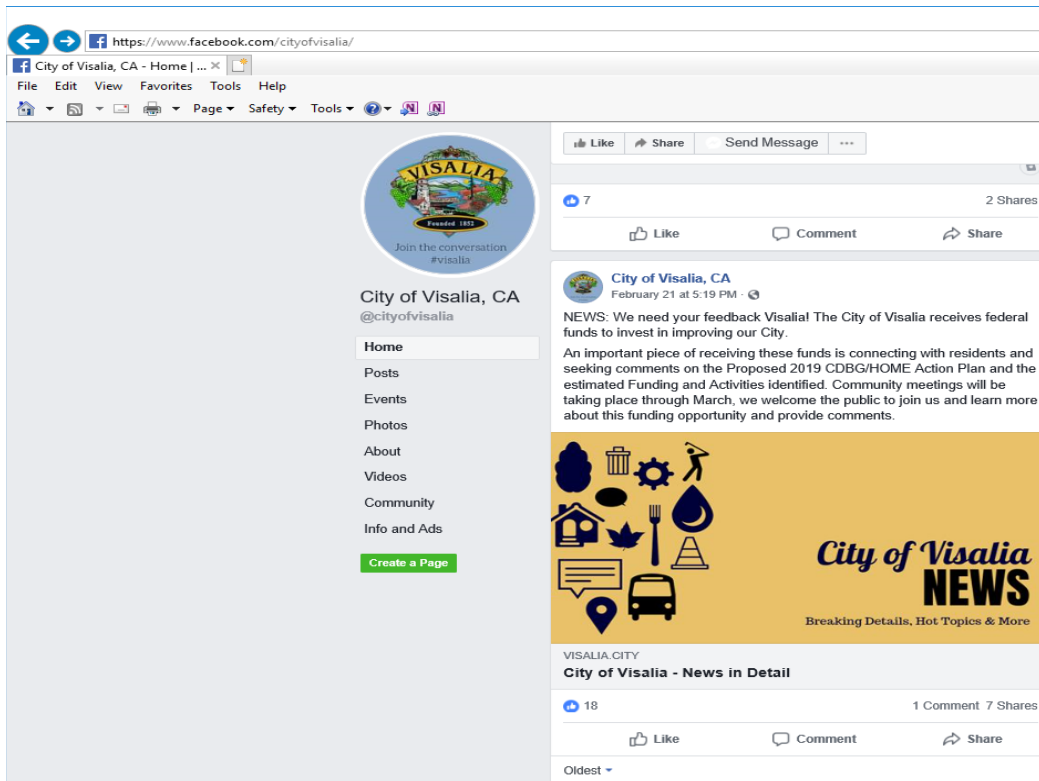 https://www.facebook.com/cityofvisalia/
City of Visalia, CA - Home | ...
File Edit View Favorites Tools Help
Page Safety Tools
VISALIA
Founded 1852
Join the conversation
#visalia
City of Visalia, CA
@cityofvisalia
Home
Posts
Events
Photos
About
Videos
Community
Info and Ads
Create a Page
Like Share Send Message ...
7 2 Shares
Like Comment Share
City of Visalia, CA
February 21 at 5:19 PM ·
NEWS: We need your feedback Visalia! The City of Visalia receives federal
funds to invest in improving our City.
An important piece of receiving these funds is connecting with residents and
seeking comments on the Proposed 2019 CDBG/HOME Action Plan and the
estimated Funding and Activities identified. Community meetings will be
taking place through March, we welcome the public to join us and learn more
about this funding opportunity and provide comments.
City of Visalia
NEWS
Breaking Details, Hot Topics & More
VISALIA.CITY
City of Visalia - News in Detail
18 1 Comment 7 Shares
Like Comment Share
Oldest